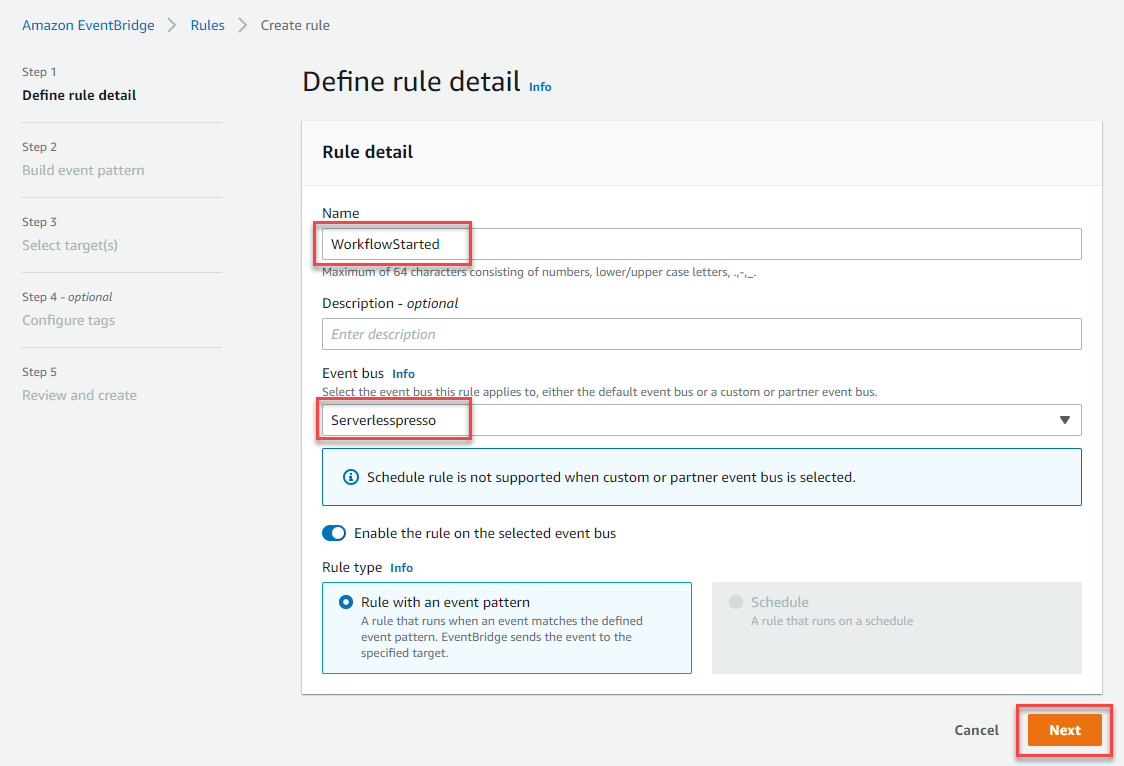 Amazon EventBridge > Rules > Create rule
Step 1
Define rule detail
Step 2
Build event pattern
Step 3
Select target(s)
Step 4 - optional
Configure tags
Step 5
Review and create
Define rule detail Info
Rule detail
Name
WorkflowStarted
Maximum of 64 characters consisting of numbers, lower/upper case letters, .,-,_.
Description - optional
Enter description
Event bus Info
Select the event bus this rule applies to, either the default event bus or a custom or partner event bus.
Serverlesspresso
Schedule rule is not supported when custom or partner event bus is selected.
Enable the rule on the selected event bus
Rule type Info
Rule with an event pattern
A rule that runs when an event matches the defined
event pattern. EventBridge sends the event to the
specified target.
Schedule
A rule that runs on a schedule
Cancel Next